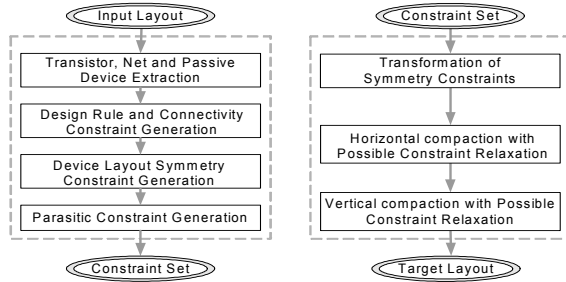 Input Layout
Transistor, Net and Passive
Device Extraction
Design Rule and Connectivity
Constraint Generation
Device Layout Symmetry
Constraint Generation
Parasitic Constraint Generation
Constraint Set
Constraint Set
Transformation of
Symmetry Constraints
Horizontal compaction with
Possible Constraint Relaxation
Vertical compaction with Possible
Constraint Relaxation
Target Layout